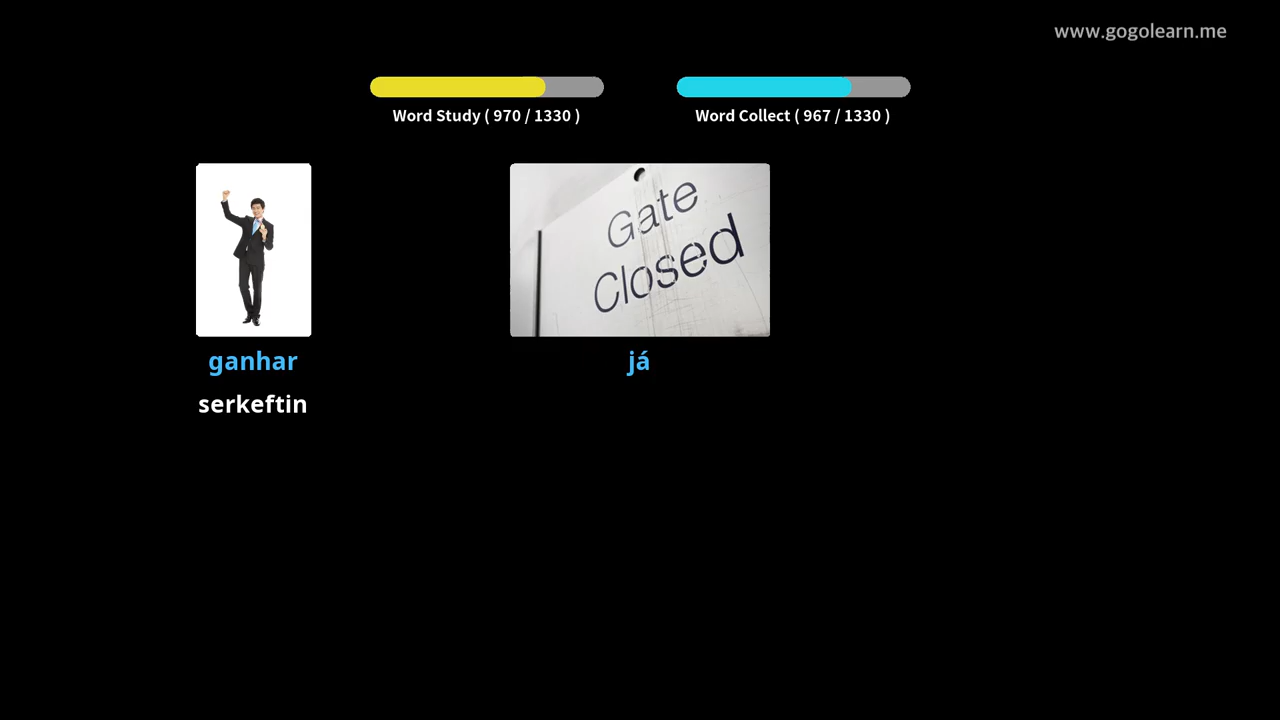 www.gogolearn.me
Word Study ( 970 / 1330 )
Word Collect ( 967 / 1330 )
Gate
Closed
ganhar
já
serkeftin